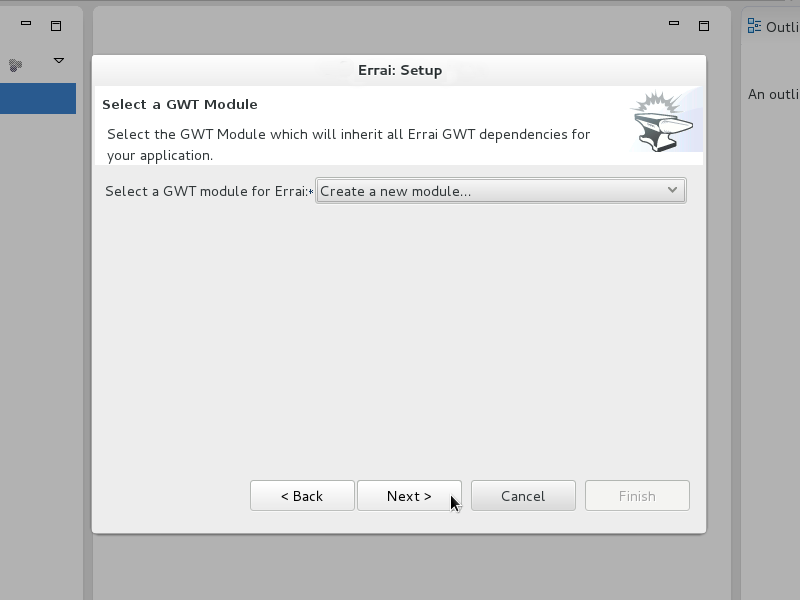 Outli
Errai: Setup
Select a GWT Module
Select the GWT Module which will inherit all Errai GWT dependencies for
your application.
An outli
Select a GWT module for Errai:* Create a new module...
< Back Next > Cancel Finish